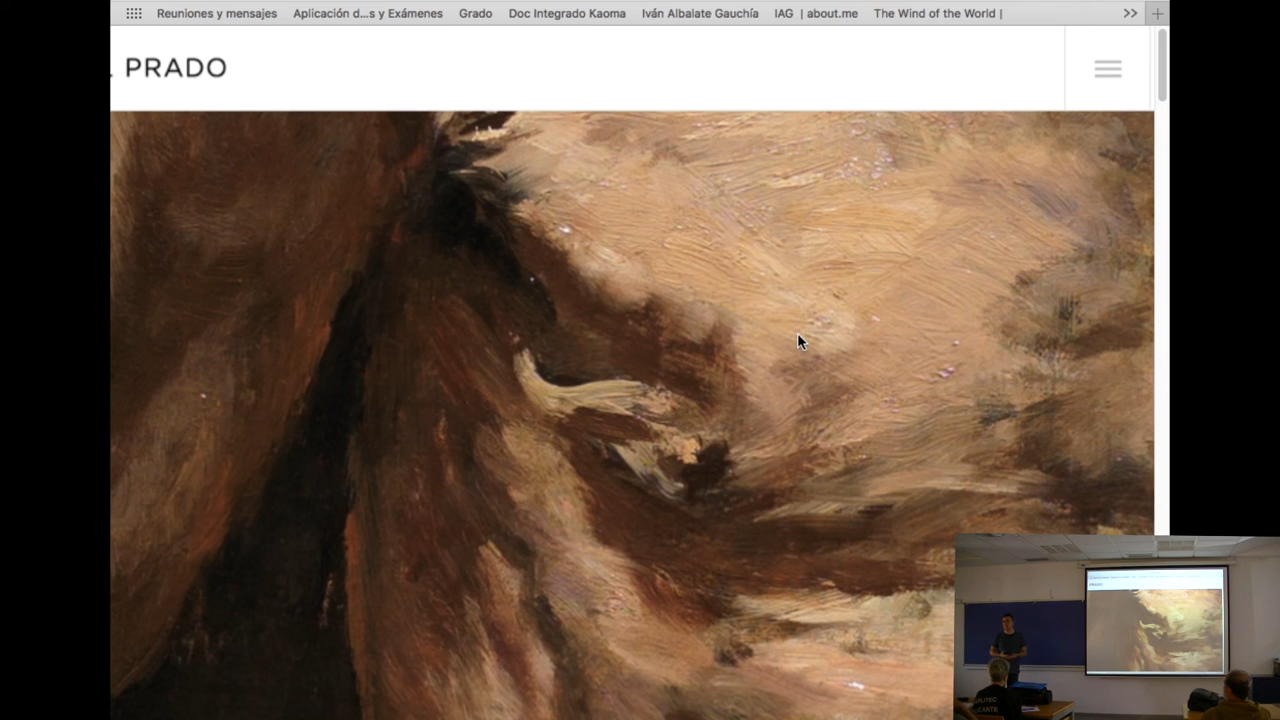 Reuniones y mensajes Aplicación d...s y Exámenes Grado Doc Integrado Kaoma Iván Albalate Gauchía IAG | about.me The Wind of the World |
PRADO
PRADO